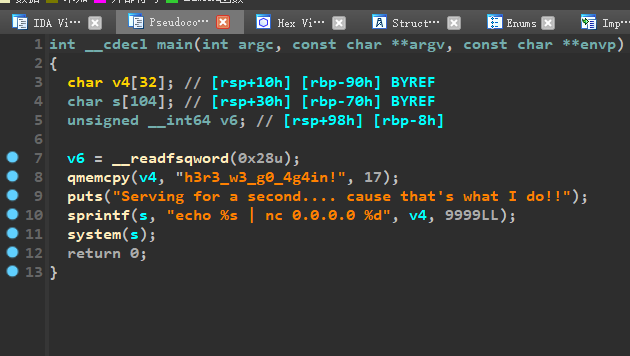 IDA Vi…
Pseudoco…
Hex Vi…
Struct…
Enums
Imp…
1 int __cdecl main(int argc, const char **argv, const char **envp)
2 {
3 char v4[32]; // [rsp+10h] [rbp-90h] BYREF
4 char s[104]; // [rsp+30h] [rbp-70h] BYREF
5 unsigned __int64 v6; // [rsp+98h] [rbp-8h]
6
7 v6 = __readfsqword(0x28u);
8 qmemcpy(v4, "h3r3_w3_g0_4g4in!", 17);
9 puts("Serving for a second.... cause that's what I do!!");
10 sprintf(s, "echo %s | nc 0.0.0.0 %d", v4, 9999LL);
11 system(s);
12 return 0;
13 }